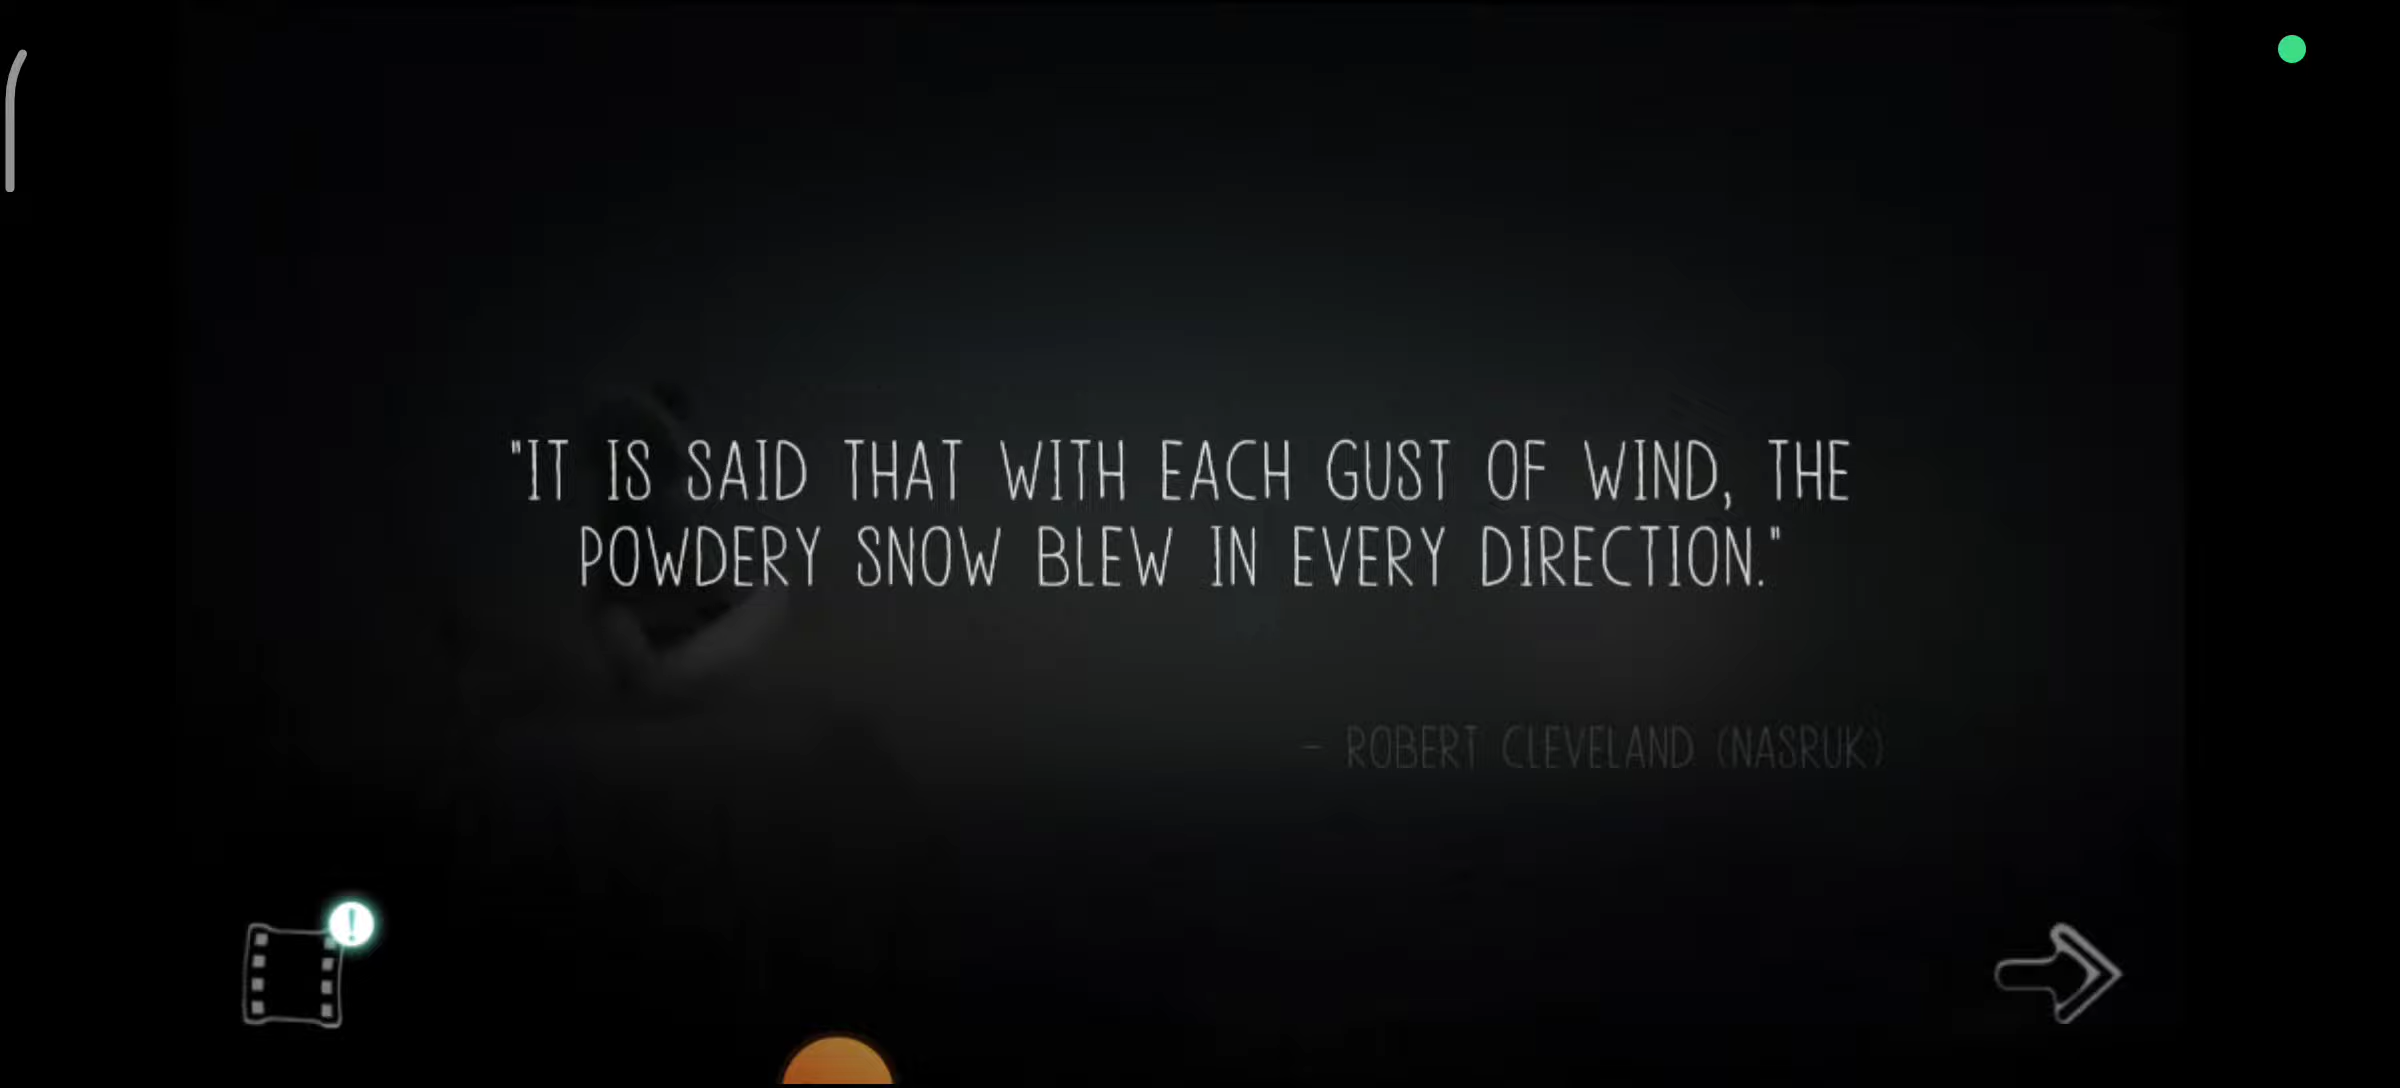 "IT IS SAID THAT WITH EACH GUST OF WIND, THE
POWDERY SNOW BLEW IN EVERY DIRECTION."
– ROBERT CLEVELAND (NASRUK)
!